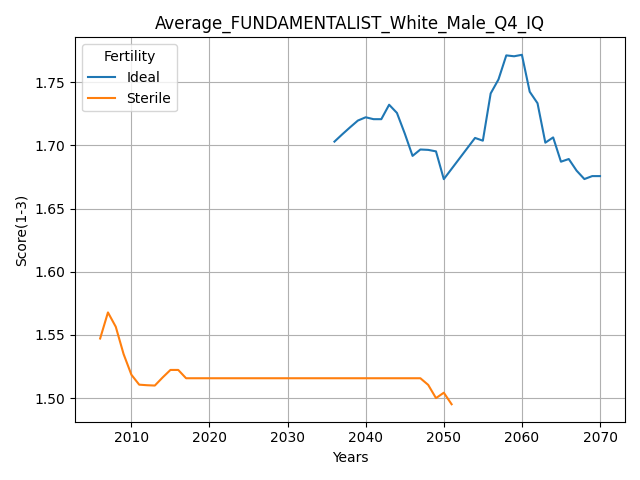 Average_FUNDAMENTALIST_White_Male_Q4_IQ
Fertility
Ideal
Sterile
Score(1-3)
1.75
1.70
1.65
1.60
1.55
1.50
2010 2020 2030 2040 2050 2060 2070
Years